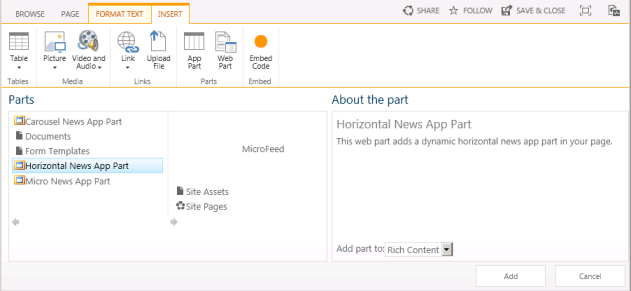 BROWSE PAGE FORMAT TEXT INSERT SHARE FOLLOW SAVE & CLOSE
Table Picture Video and Audio Link Upload File App Part Web Part Embed Code
Tables Media Links Parts Embed
Parts
Carousel News App Part
Documents
Form Templates
Horizontal News App Part
Micro News App Part
MicroFeed
Site Assets
Site Pages
About the part
Horizontal News App Part
This web part adds a dynamic horizontal news app part in your page.
Add part to: Rich Content
Add Cancel